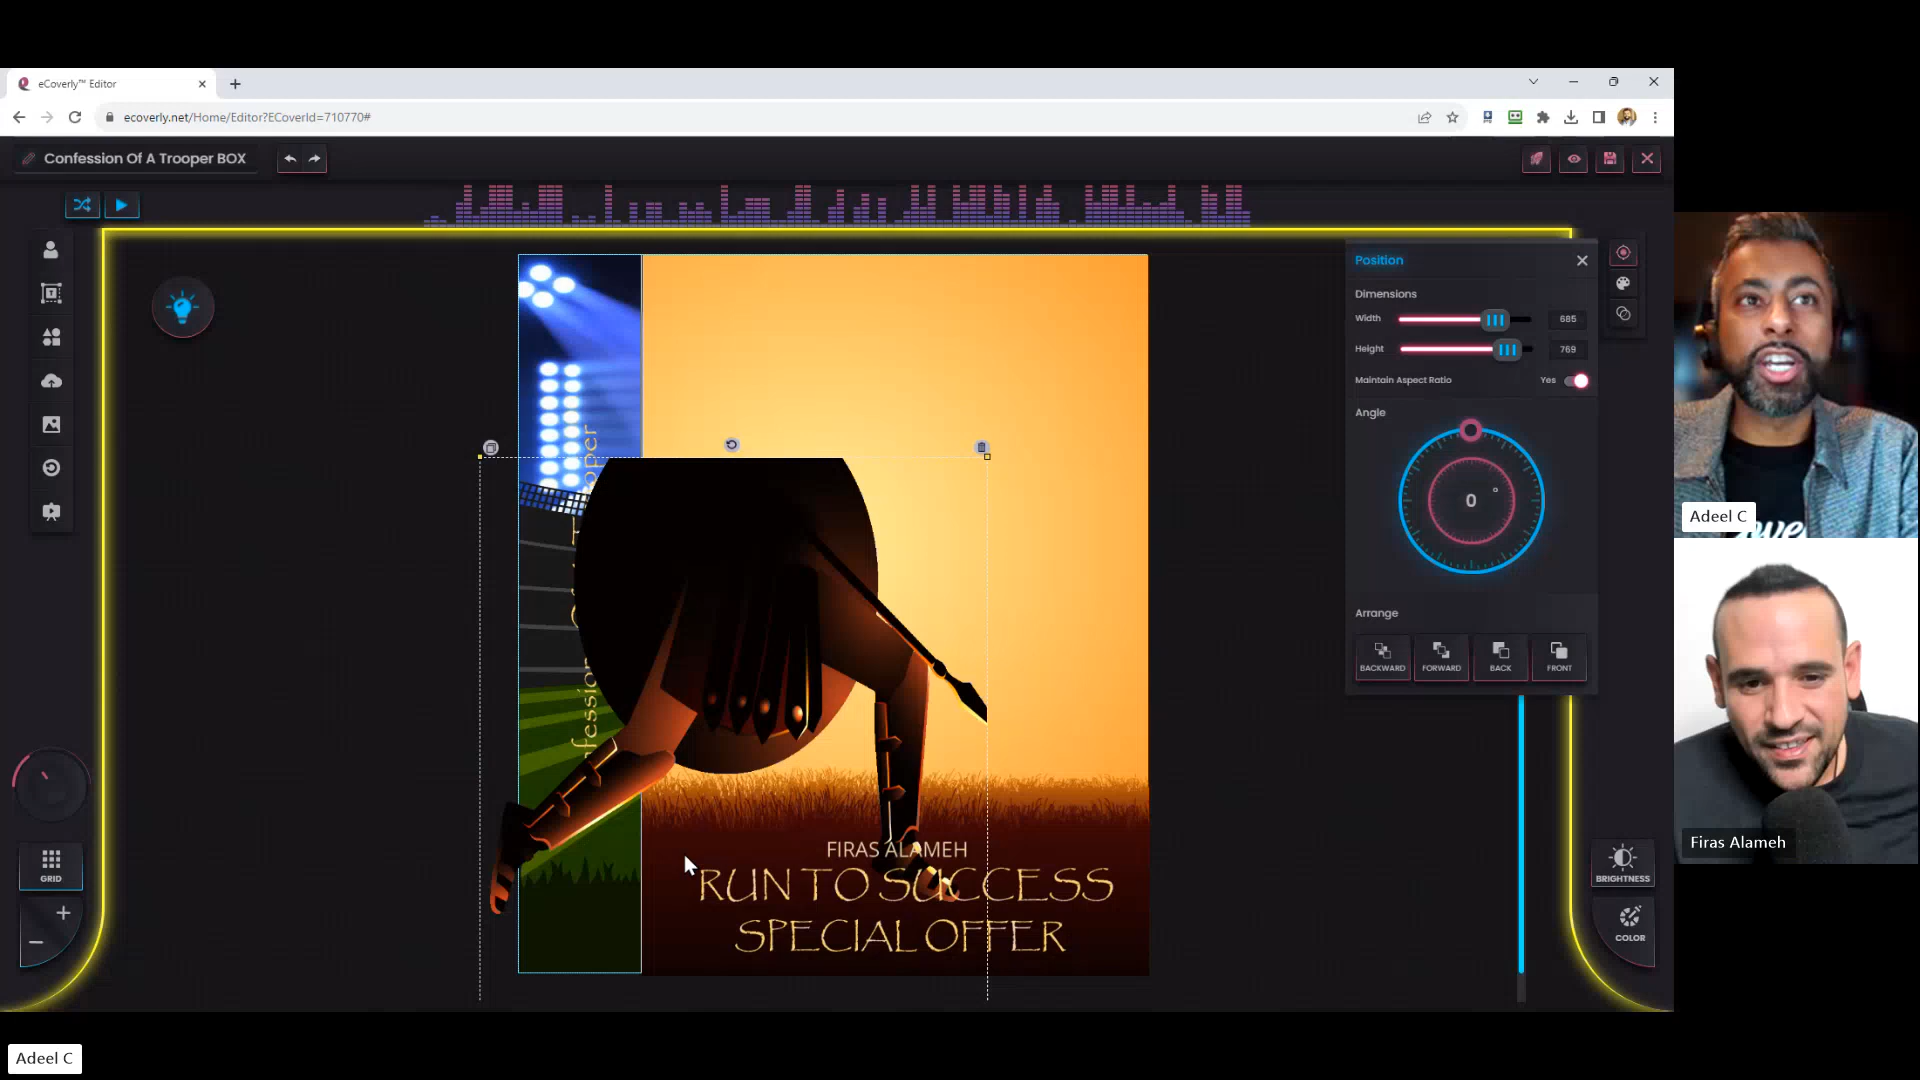 eCoverly™ Editor
ecoverly.net/Home/Editor?ECoverId=710770#
Confession Of A Trooper BOX
Position
Dimensions
Width
685
Height
769
Maintain Aspect Ratio
Yes
Angle
0 °
Arrange
BACKWARD
FORWARD
BACK
FRONT
FIRAS ALAMEH
RUN TO SUCCESS
SPECIAL OFFER
GRID
BRIGHTNESS
COLOR
Adeel C
Firas Alameh
Adeel C